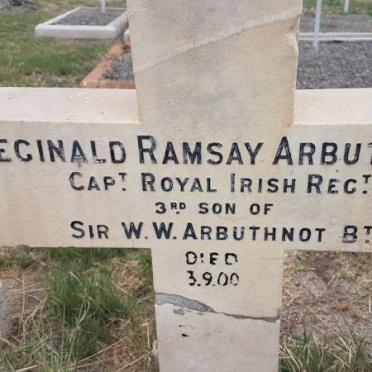 EGINALD RAMSAY ARBUT
CAPT ROYAL IRISH REGT
3RD SON OF
SIR W.W. ARBUTHNOT BT
DIED
3.9.00